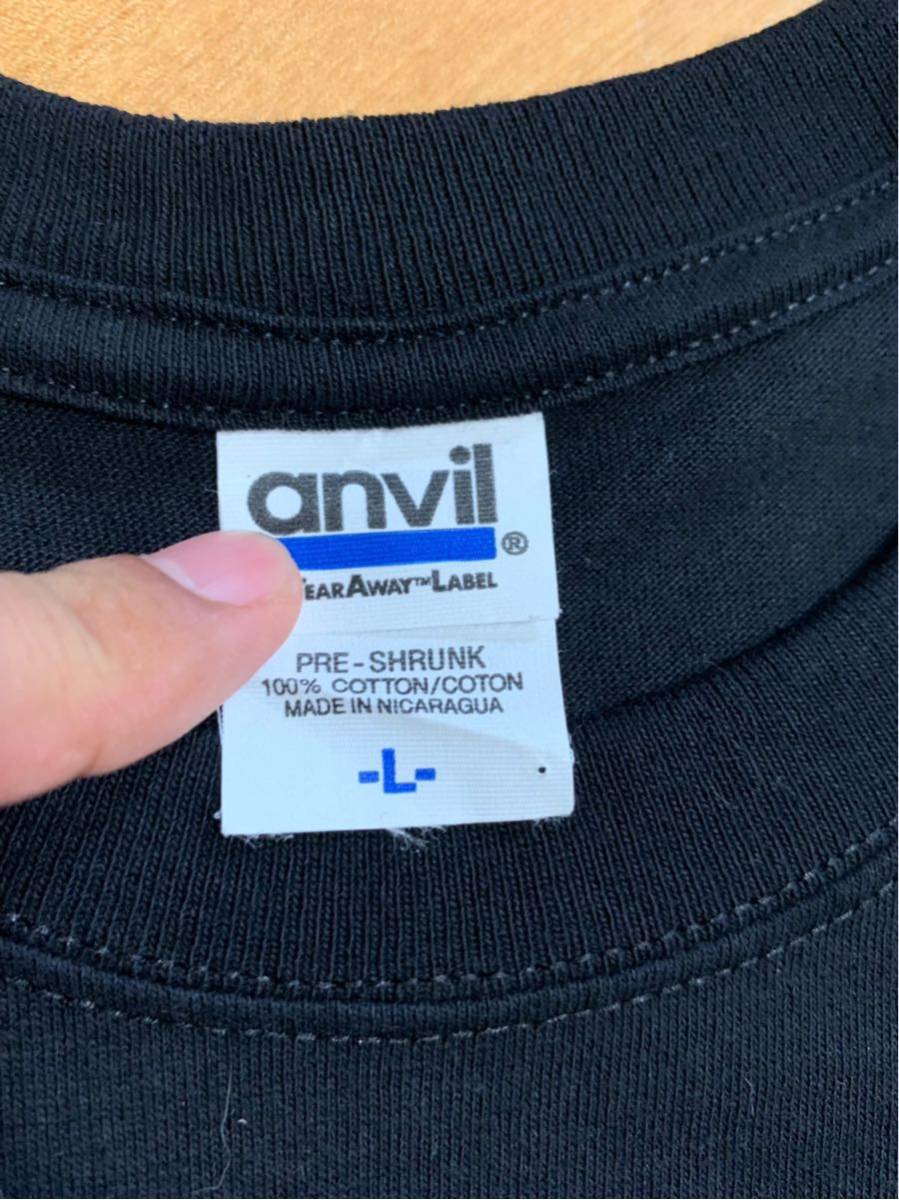 anvil
®
EARAWAY™LABEL
PRE-SHRUNK
100% COTTON/COTON
MADE IN NICARAGUA
-L-